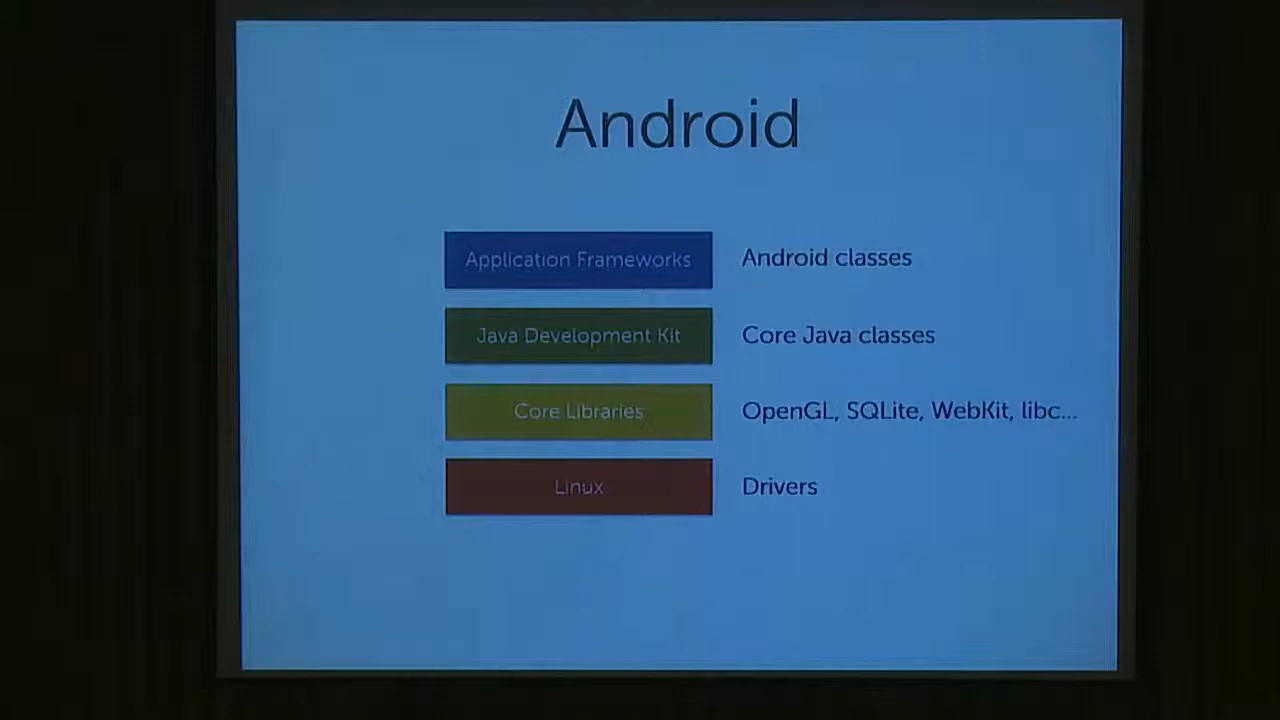 Android
Application Frameworks Android classes
Java Development Kit Core Java classes
Core Libraries OpenGL, SQLite, WebKit, libc...
Linux Drivers